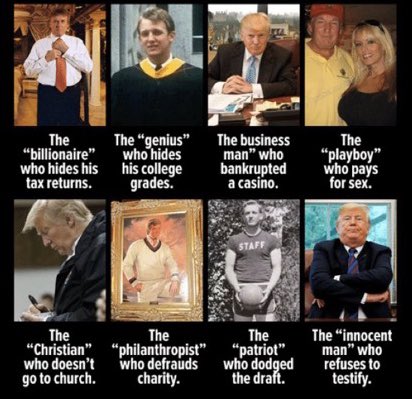 The
"billionaire"
who hides his
tax returns.
The "genius"
who hides
his college
grades.
The business
man" who
bankrupted
a casino.
The
"playboy"
who pays
for sex.
The
"Christian"
who doesn't
go to church.
The
"philanthropist"
who defrauds
charity.
STAFF
The
"patriot"
who dodged
the draft.
The "innocent
man" who
refuses to
testify.